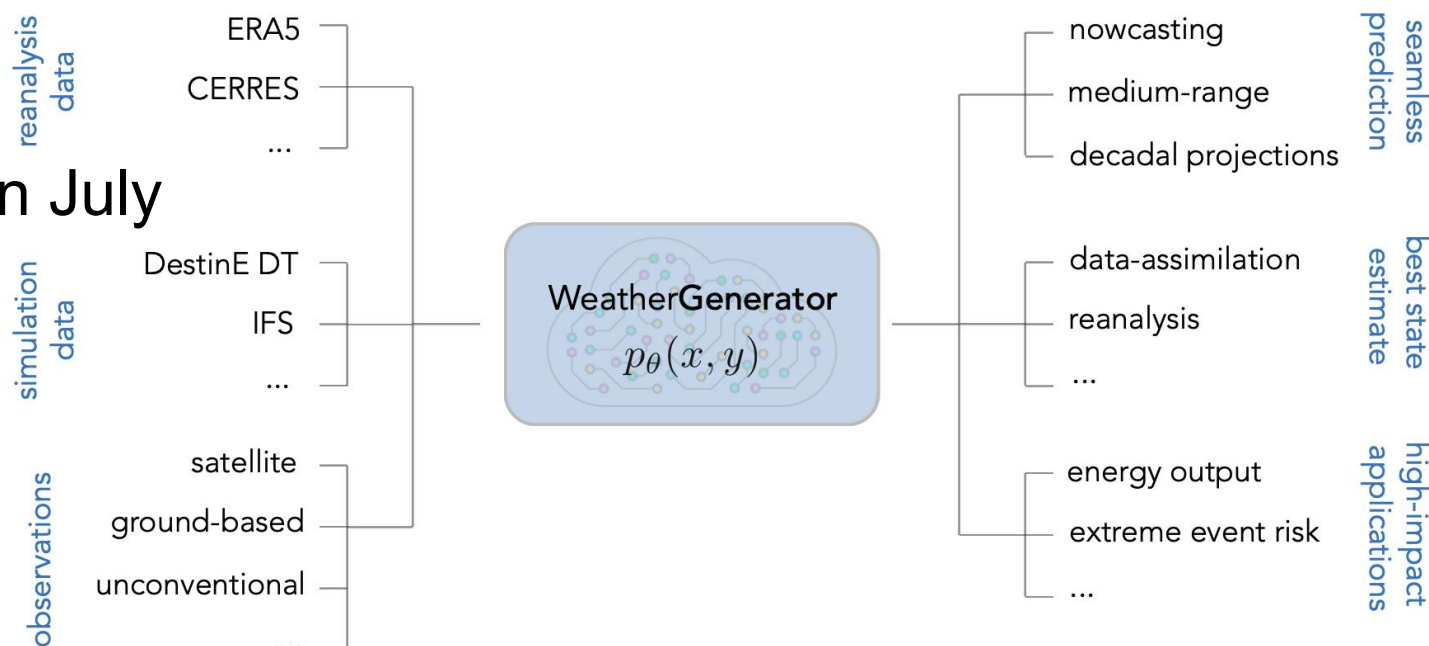 reanalysis
data
ERA5
CERRES
...
n July
simulation
data
DestinE DT
IFS
...
observations
satellite
ground-based
unconventional
WeatherGenerator
pθ(x, y)
nowcasting
medium-range
decadal projections
seamless
prediction
data-assimilation
reanalysis
...
best state
estimate
energy output
extreme event risk
...
high-impact
applications